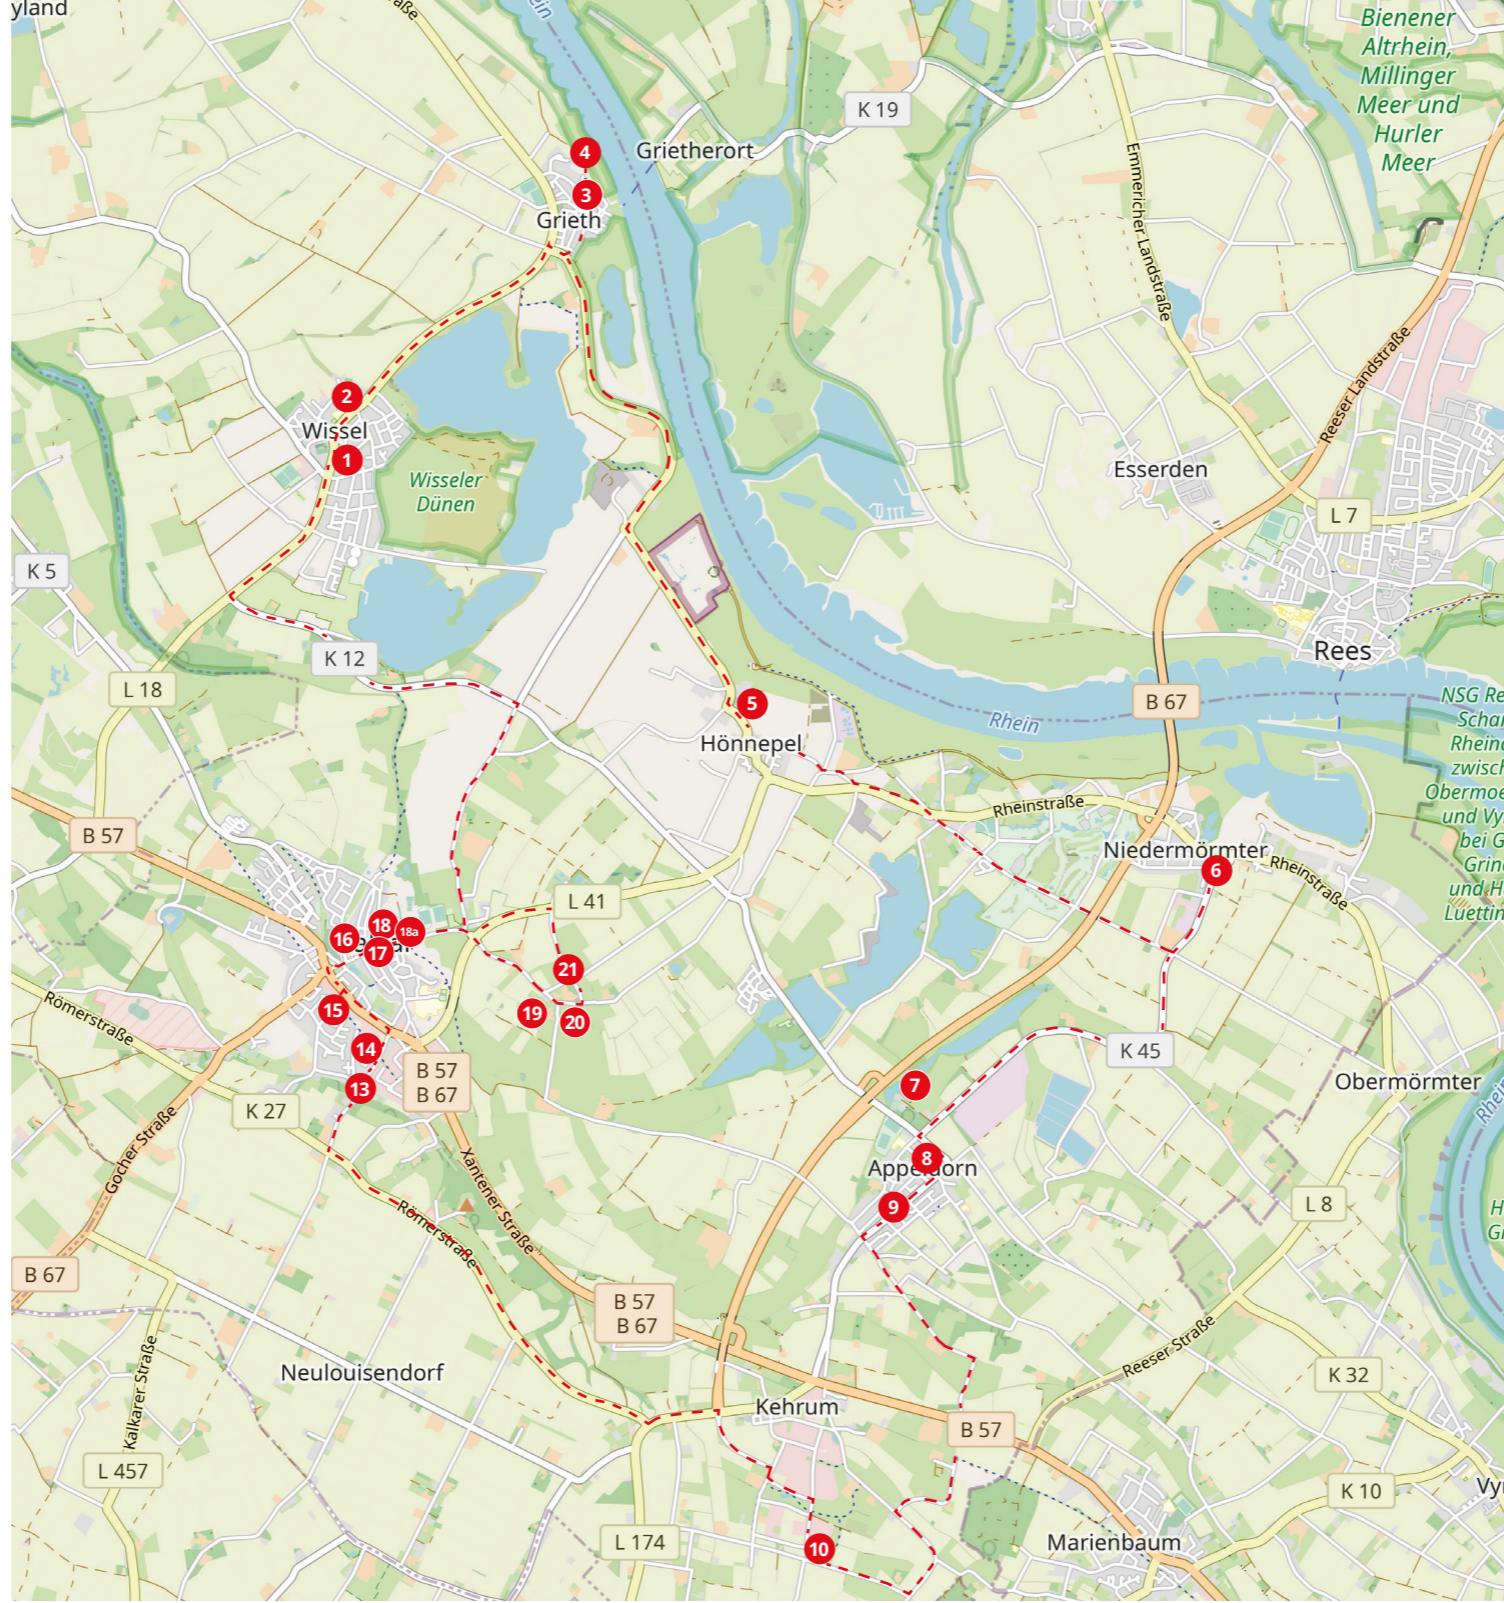 yland
aße
ein
Bienener
Altrhein,
Millinger
Meer und
Hurler
Meer
K 19
4
Grietherort
Emmericher Landstraße
3
Grieth
Reeser Landstraße
2
Wissel
1
Wisseler
Dünen
Esserden
L 7
K 5
K 12
Rees
L 18
B 67
5
NSG Re
Scha
Rhein
zwisch
Obermoe
und Vy
bei G
Grin
und H
Luettin
Rhein
Hönnepel
Rheinstraße
B 57
Niedermörmter
6
Rheinstraße
L 41
18
18a
16
17
21
19
20
Römerstraße
15
14
K 45
B 57
B 67
13
7
Obermörmter
Rhei
K 27
Gocher Straße
8
Appeldorn
Xantener Straße
9
L 8
H
G
Römerstraße
B 67
B 57
B 67
Kalkarer Straße
Neulouisendorf
Reeser Straße
K 32
Kehrum
B 57
L 457
K 10
Vy
L 174
10
Marienbaum